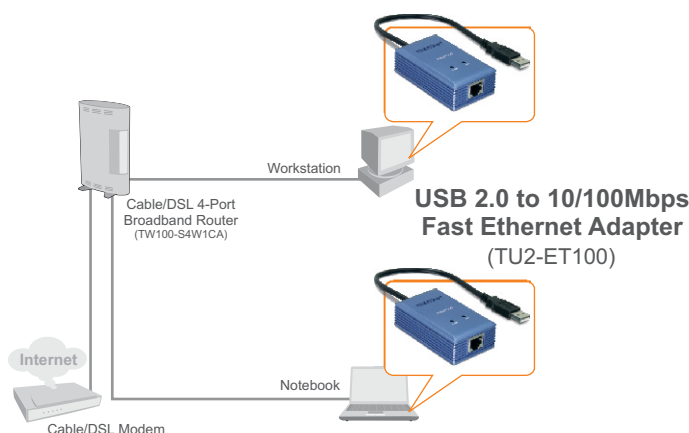 Workstation
Cable/DSL 4-Port
Broadband Router
(TW100-S4W1CA)
USB 2.0 to 10/100Mbps
Fast Ethernet Adapter
(TU2-ET100)
Internet
Notebook
Cable/DSL Modem